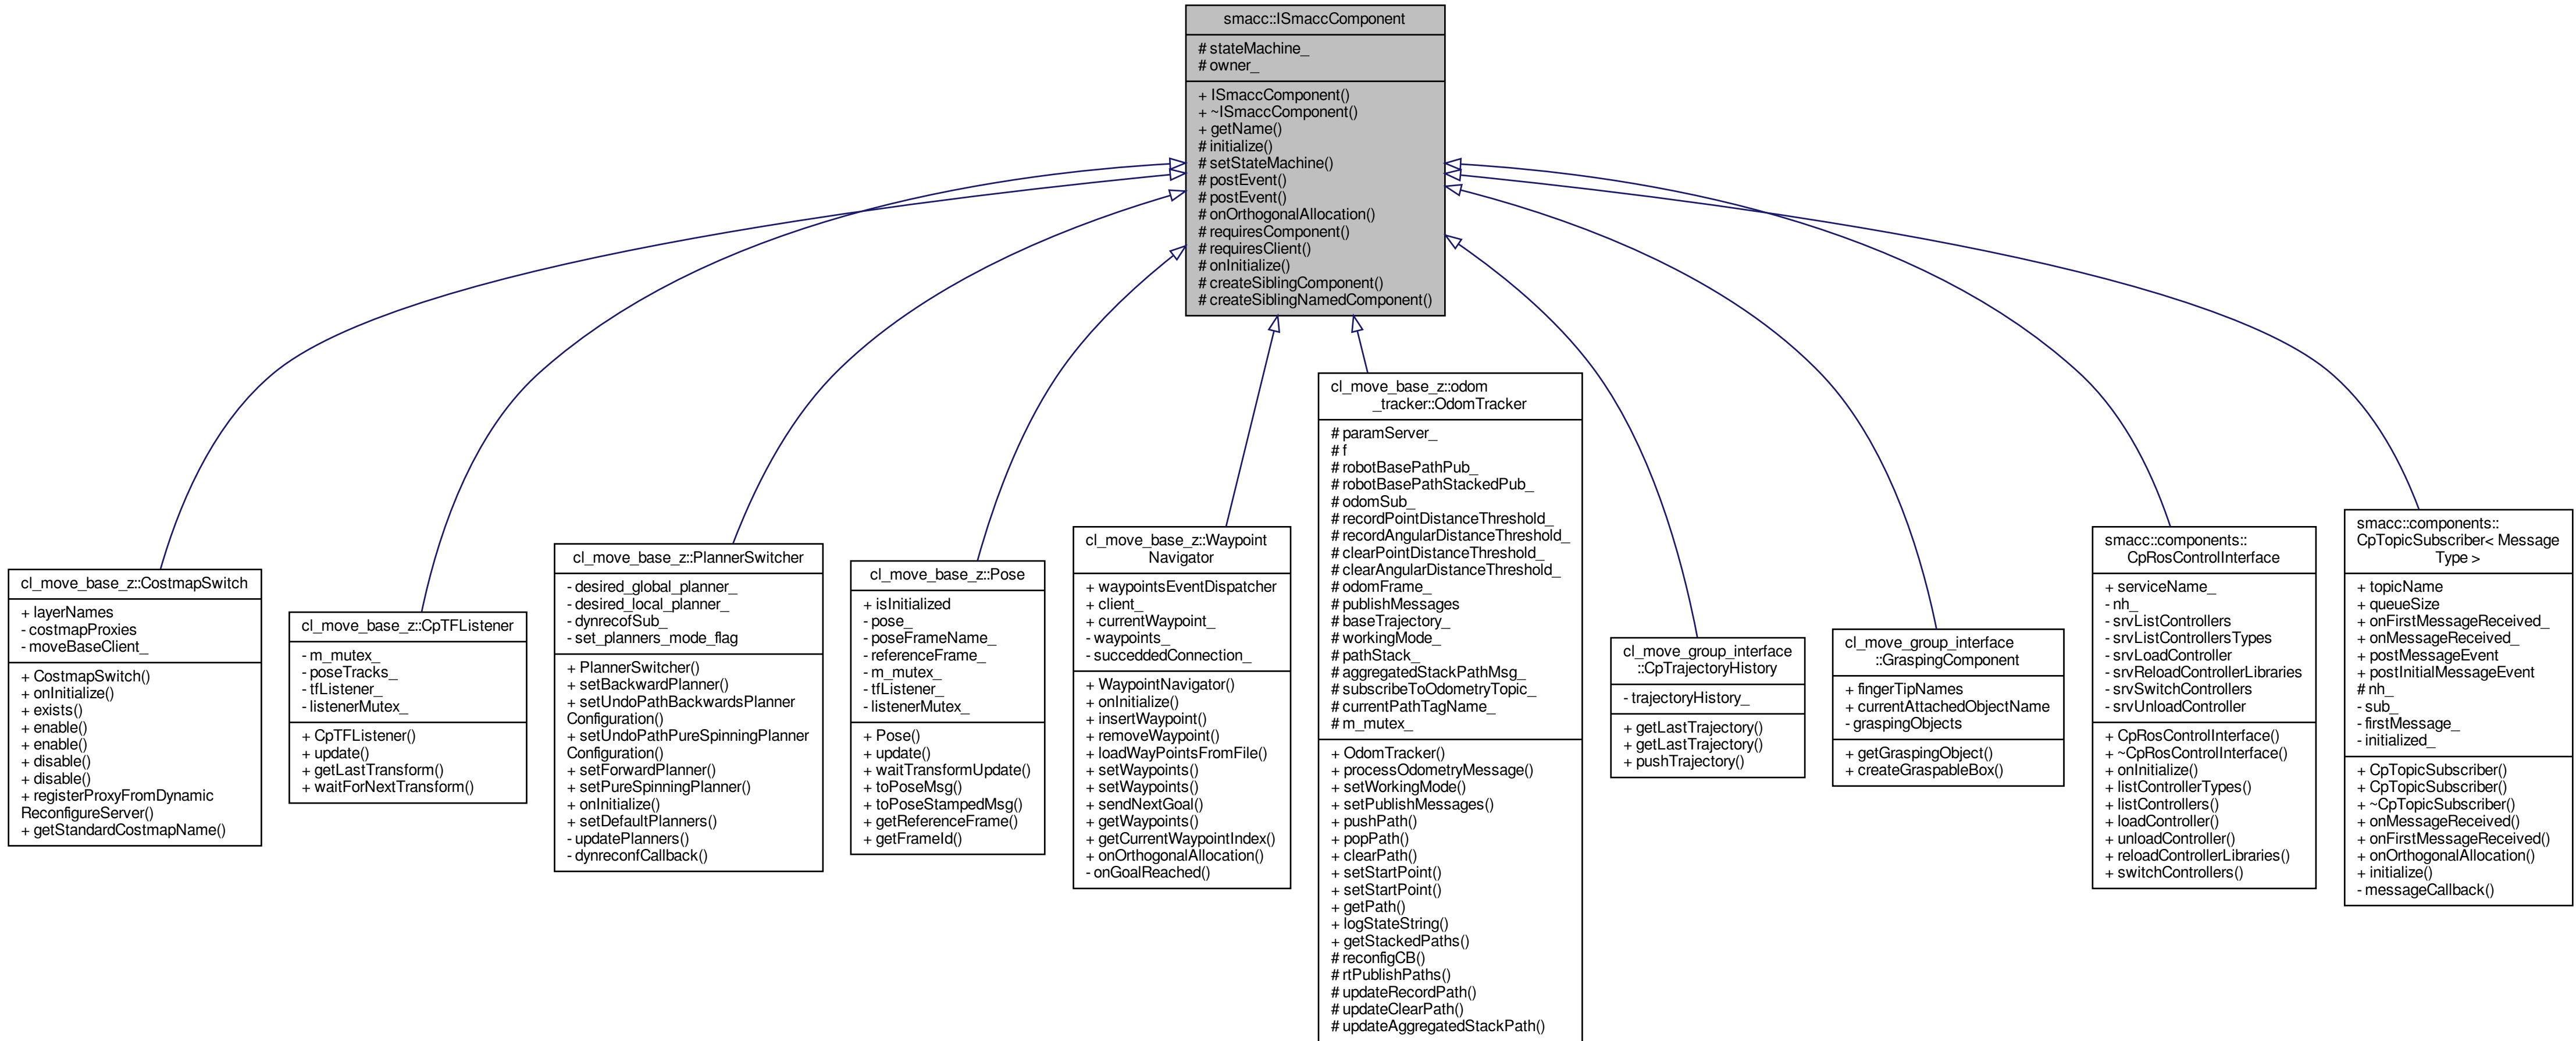 smacc::ISmaccComponent
# stateMachine_
# owner_
+ ISmaccComponent()
+ ~ISmaccComponent()
+ getName()
# initialize()
# setStateMachine()
# postEvent()
# postEvent()
# onOrthogonalAllocation()
# requiresComponent()
# requiresClient()
# onInitialize()
# createSiblingComponent()
# createSiblingNamedComponent()
cl_move_base_z::CostmapSwitch
+ layerNames
- costmapProxies
- moveBaseClient_
+ CostmapSwitch()
+ onInitialize()
+ exists()
+ enable()
+ enable()
+ disable()
+ disable()
+ registerProxyFromDynamic
ReconfigureServer()
+ getStandardCostmapName()
cl_move_base_z::CpTFListener
- m_mutex_
- poseTracks_
- tfListener_
- listenerMutex_
+ CpTFListener()
+ update()
+ getLastTransform()
+ waitForNextTransform()
cl_move_base_z::PlannerSwitcher
- desired_global_planner_
- desired_local_planner_
- dynrecofSub_
- set_planners_mode_flag
+ PlannerSwitcher()
+ setBackwardPlanner()
+ setUndoPathBackwardsPlanner
Configuration()
+ setUndoPathPureSpinningPlanner
Configuration()
+ setForwardPlanner()
+ setPureSpinningPlanner()
+ onInitialize()
+ setDefaultPlanners()
- updatePlanners()
- dynreconfCallback()
cl_move_base_z::Pose
+ isInitialized
- pose_
- poseFrameName_
- referenceFrame_
- m_mutex_
- tfListener_
- listenerMutex_
+ Pose()
+ update()
+ waitTransformUpdate()
+ toPoseMsg()
+ toPoseStampedMsg()
+ getReferenceFrame()
+ getFrameId()
cl_move_base_z::Waypoint
Navigator
+ waypointsEventDispatcher
+ client_
+ currentWaypoint_
- waypoints_
- succeddedConnection_
+ WaypointNavigator()
+ onInitialize()
+ insertWaypoint()
+ removeWaypoint()
+ loadWayPointsFromFile()
+ setWaypoints()
+ setWaypoints()
+ sendNextGoal()
+ getWaypoints()
+ getCurrentWaypointIndex()
+ onOrthogonalAllocation()
- onGoalReached()
cl_move_base_z::odom
_tracker::OdomTracker
# paramServer_
# f
# robotBasePathPub_
# robotBasePathStackedPub_
# odomSub_
# recordPointDistanceThreshold_
# recordAngularDistanceThreshold_
# clearPointDistanceThreshold_
# clearAngularDistanceThreshold_
# odomFrame_
# publishMessages
# baseTrajectory_
# workingMode_
# pathStack_
# aggregatedStackPathMsg_
# subscribeToOdometryTopic_
# currentPathTagName_
# m_mutex_
+ OdomTracker()
+ processOdometryMessage()
+ setWorkingMode()
+ setPublishMessages()
+ pushPath()
+ popPath()
+ clearPath()
+ setStartPoint()
+ setStartPoint()
+ getPath()
+ logStateString()
+ getStackedPaths()
# reconfigCB()
# rtPublishPaths()
# updateRecordPath()
# updateClearPath()
# updateAggregatedStackPath()
cl_move_group_interface
::CpTrajectoryHistory
- trajectoryHistory_
+ getLastTrajectory()
+ getLastTrajectory()
+ pushTrajectory()
cl_move_group_interface
::GraspingComponent
+ fingerTipNames
+ currentAttachedObjectName
- graspingObjects
+ getGraspingObject()
+ createGraspableBox()
smacc::components::
CpRosControlInterface
+ serviceName_
- nh_
- srvListControllers
- srvListControllersTypes
- srvLoadController
- srvReloadControllerLibraries
- srvSwitchControllers
- srvUnloadController
+ CpRosControlInterface()
+ ~CpRosControlInterface()
+ onInitialize()
+ listControllerTypes()
+ listControllers()
+ loadController()
+ unloadController()
+ reloadControllerLibraries()
+ switchControllers()
smacc::components::
CpTopicSubscriber< Message
Type >
+ topicName
+ queueSize
+ onFirstMessageReceived_
+ onMessageReceived_
+ postMessageEvent
+ postInitialMessageEvent
# nh_
- sub_
- firstMessage_
- initialized_
+ CpTopicSubscriber()
+ CpTopicSubscriber()
+ ~CpTopicSubscriber()
+ onMessageReceived()
+ onFirstMessageReceived()
+ onOrthogonalAllocation()
+ initialize()
- messageCallback()